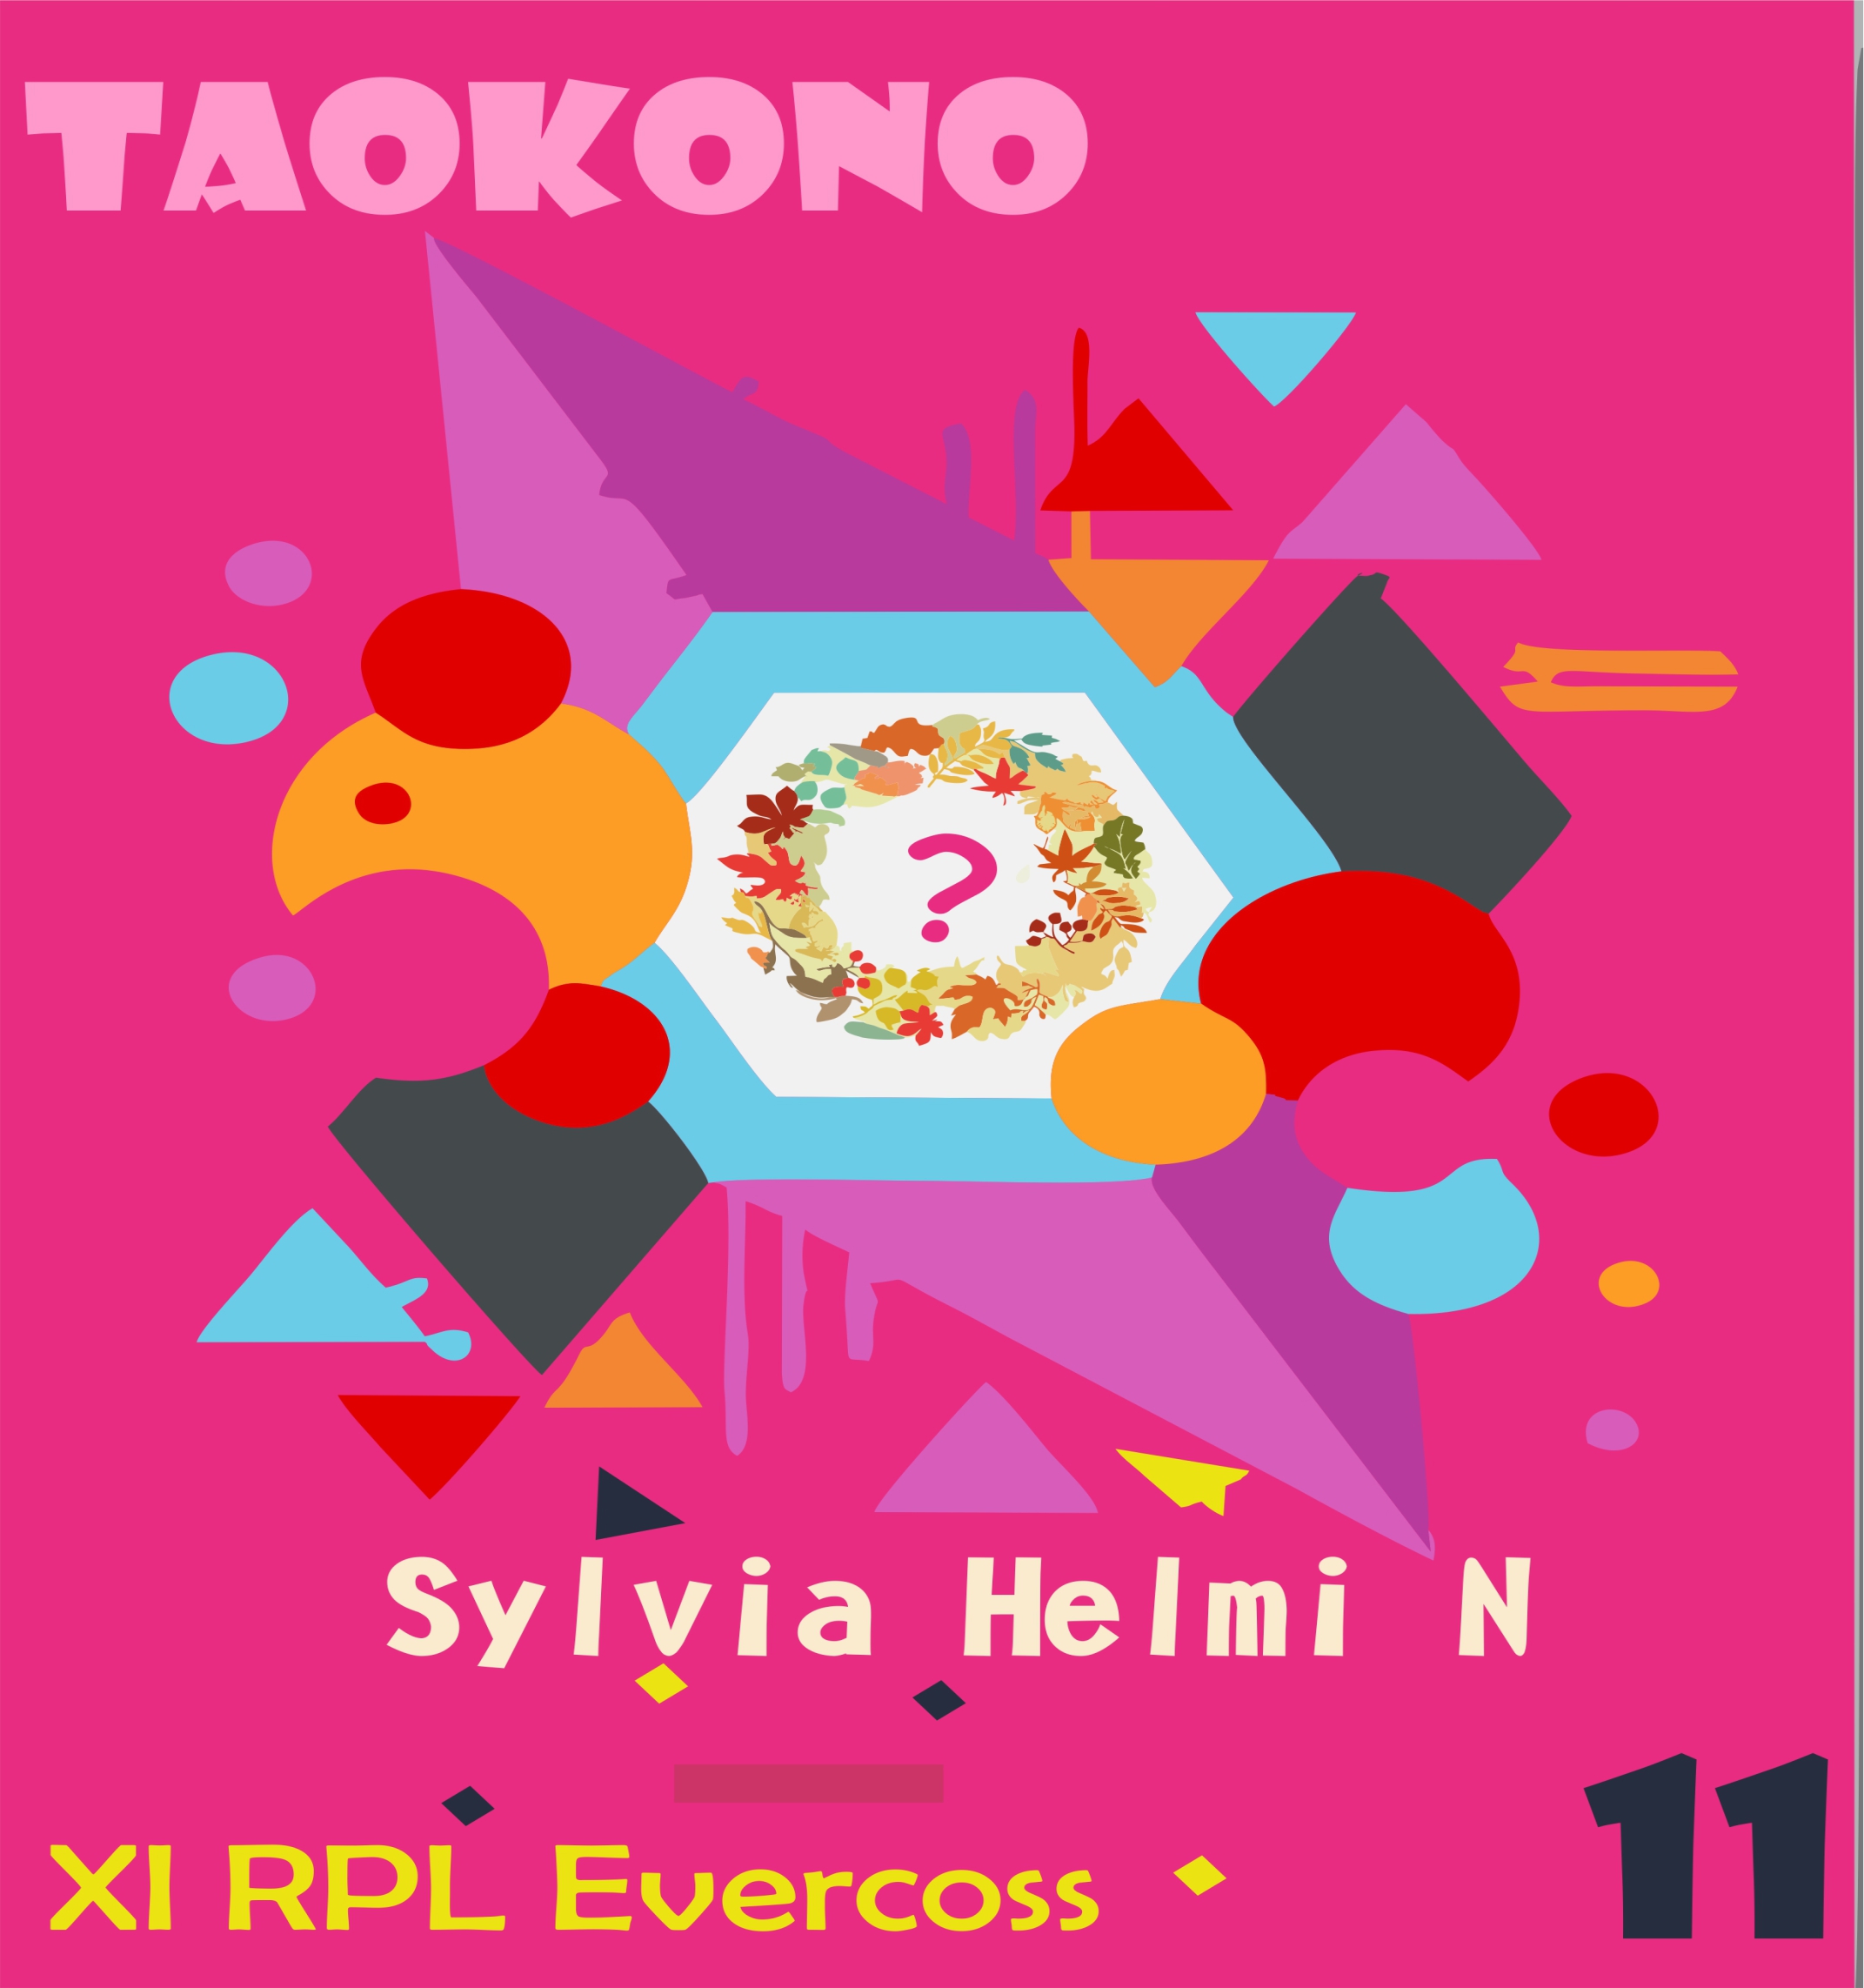 TAOKONO
?
Sylvia Helmi N
11
XI RPL Evercoss